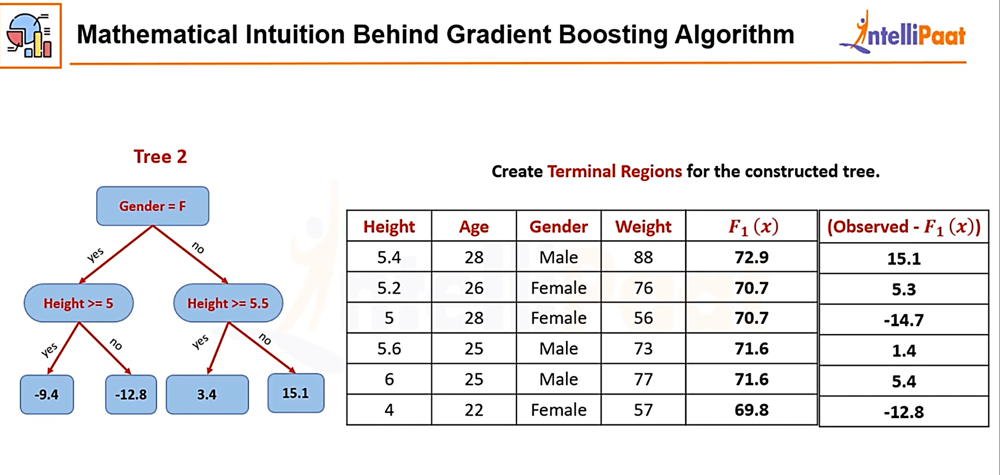 Mathematical Intuition Behind Gradient Boosting Algorithm
IntelliPaat
Tree 2
Gender = F
yes
no
Height >= 5
Height >= 5.5
yes
no
yes
no
-9.4
-12.8
3.4
15.1
Create Terminal Regions for the constructed tree.
Height Age Gender Weight F₁ (x) (Observed - F₁ (x))
5.4 28 Male 88 72.9 15.1
5.2 26 Female 76 70.7 5.3
5 28 Female 56 70.7 -14.7
5.6 25 Male 73 71.6 1.4
6 25 Male 77 71.6 5.4
4 22 Female 57 69.8 -12.8
IntelliPaat